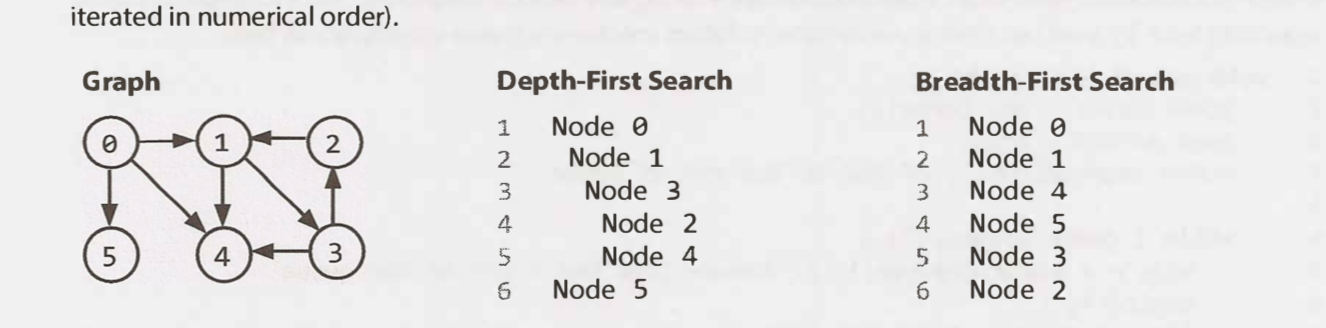 iterated in numerical order).
Graph
0 1 2
5 4 3
Depth-First Search
1 Node 0
2 Node 1
3 Node 3
4 Node 2
5 Node 4
6 Node 5
Breadth-First Search
1 Node 0
2 Node 1
3 Node 4
4 Node 5
5 Node 3
6 Node 2